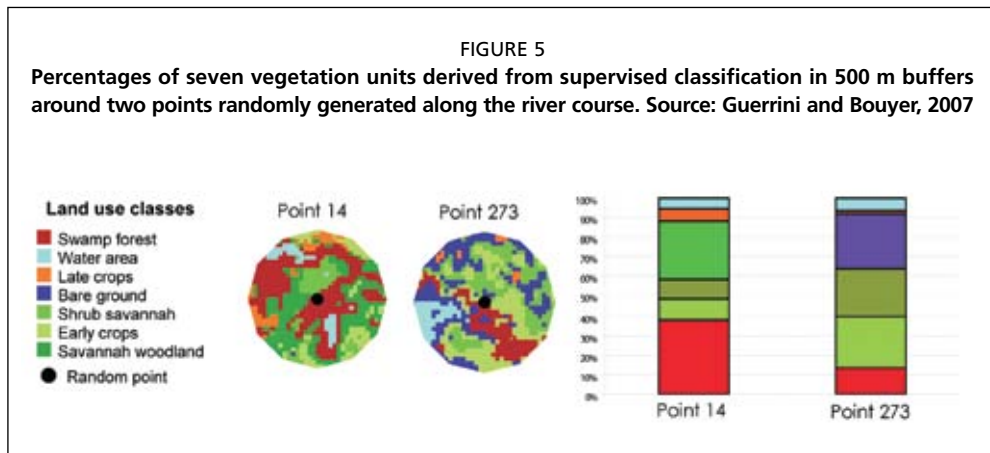 FIGURE 5
Percentages of seven vegetation units derived from supervised classification in 500 m buffers
around two points randomly generated along the river course. Source: Guerrini and Bouyer, 2007
Land use classes
Swamp forest
Water area
Late crops
Bare ground
Shrub savannah
Early crops
Savannah woodland
Random point
Point 14
Point 273
100%
90%
80%
70%
60%
50%
40%
30%
20%
10%
0%
Point 14
Point 273